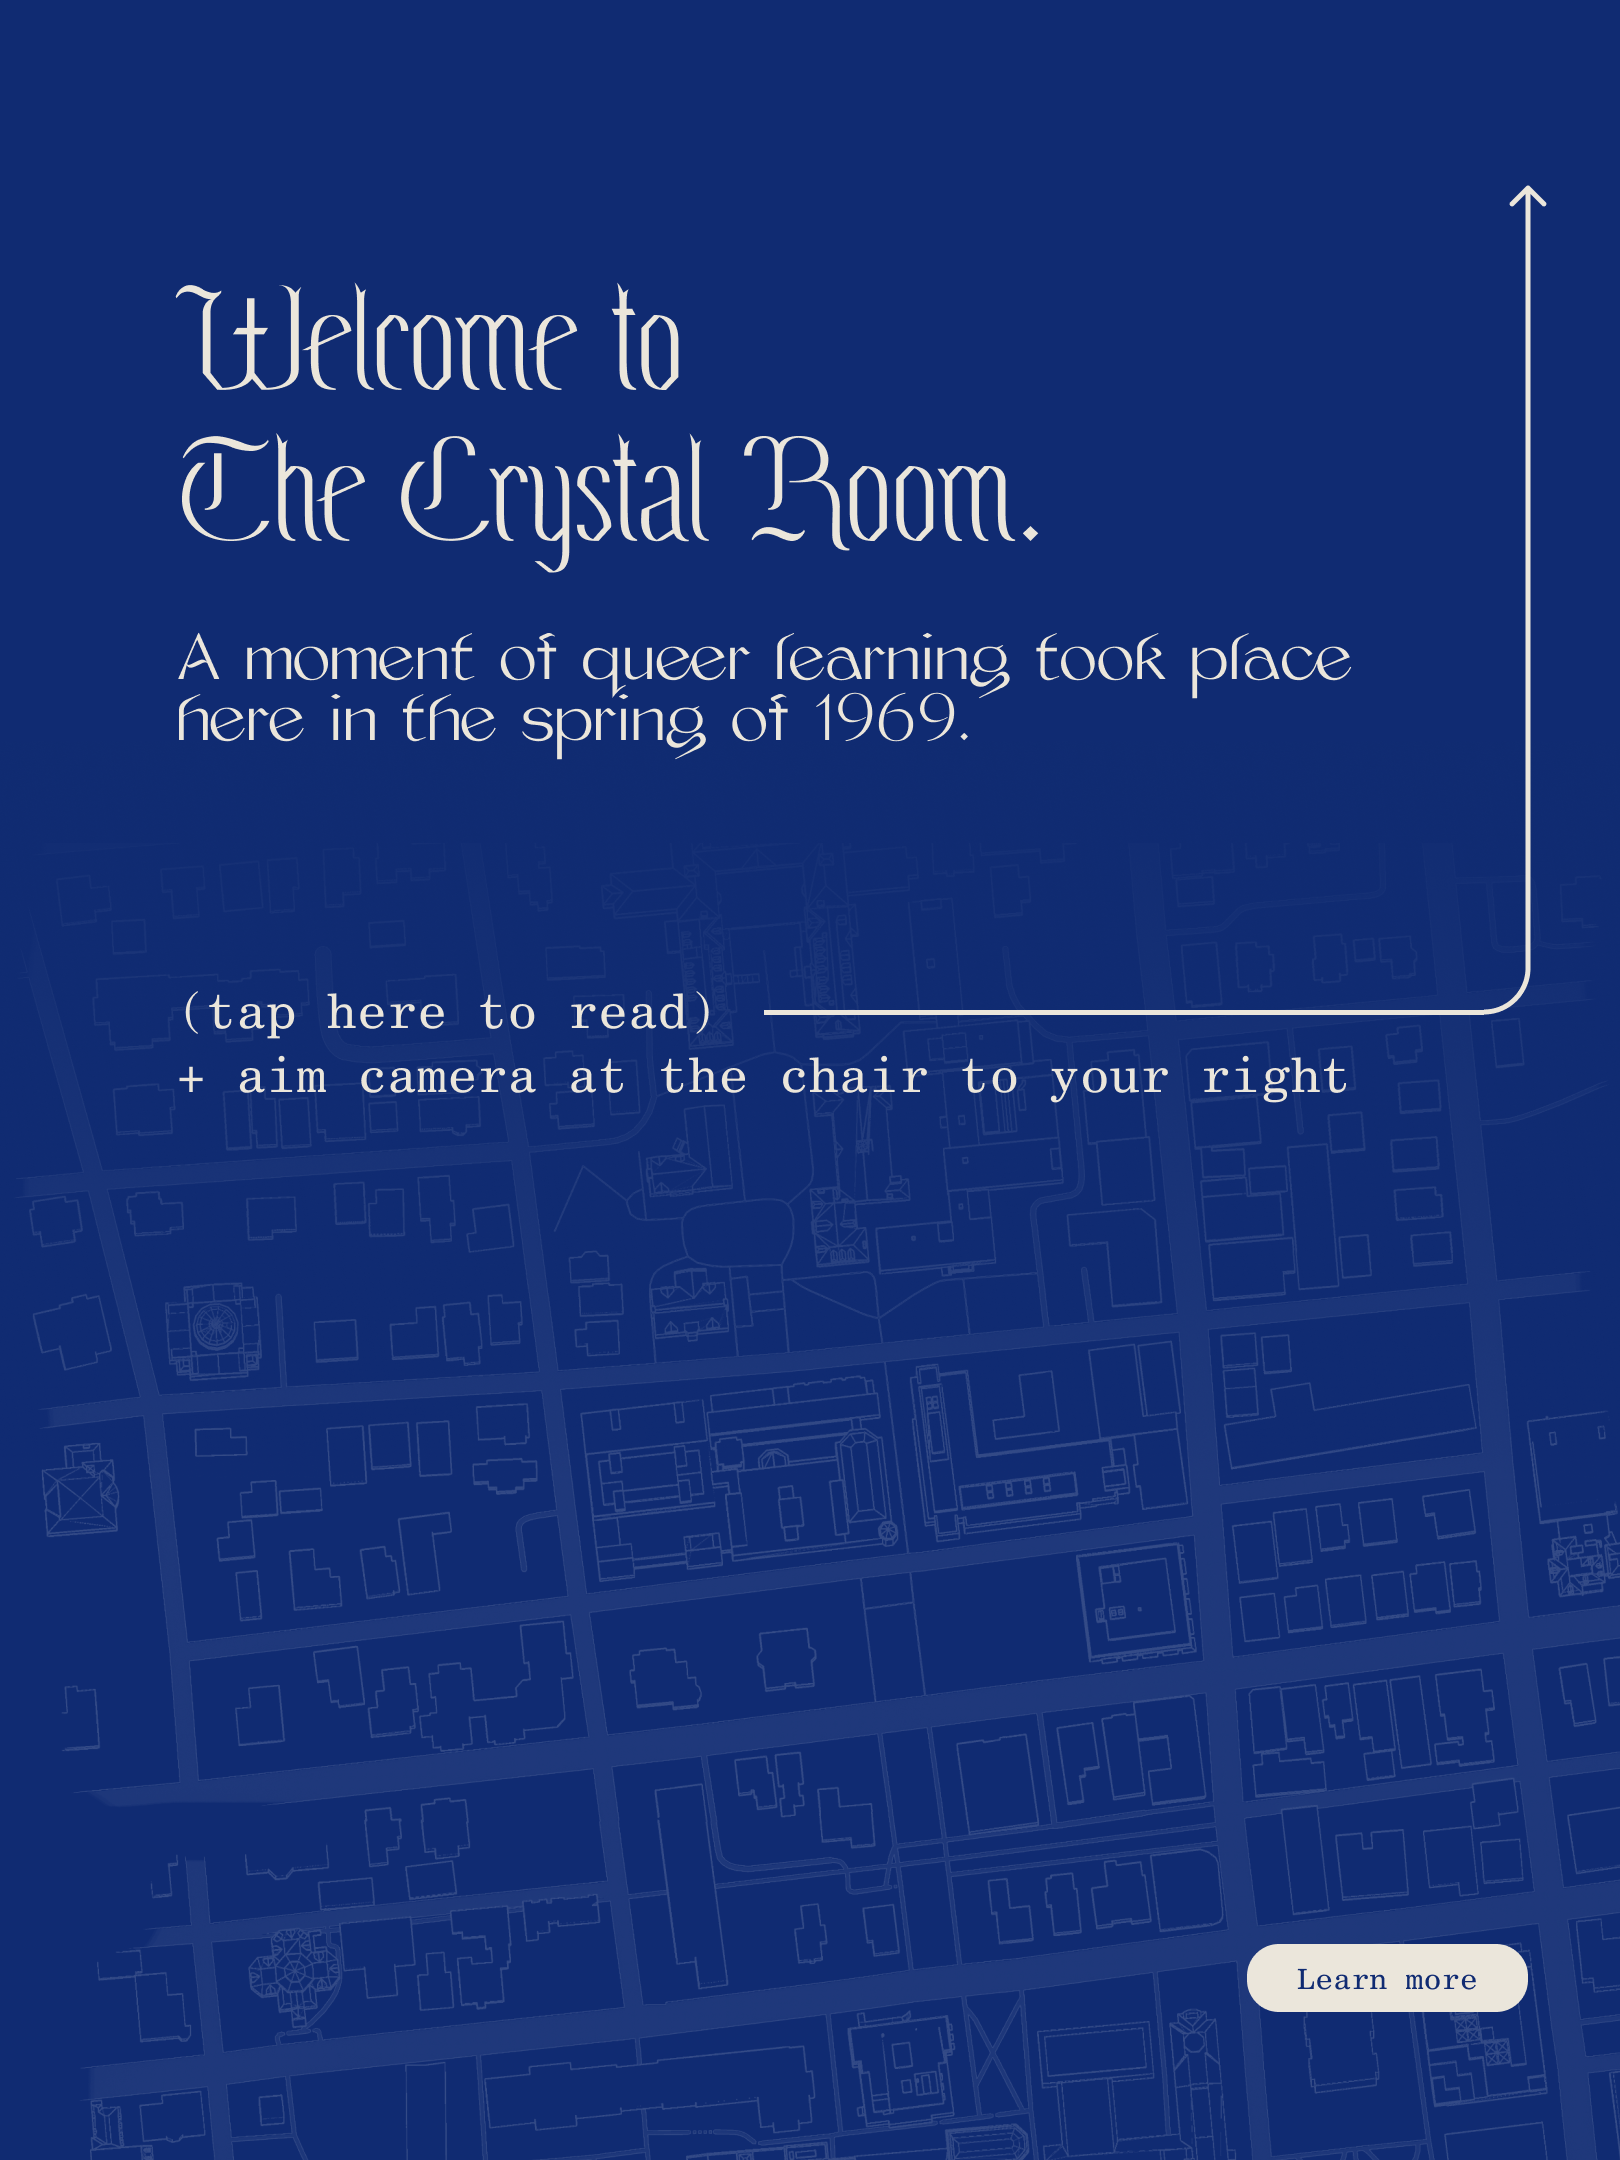 Welcome to
The Crystal Room.
A moment of queer learning took place
here in the spring of 1969.
(tap here to read)
+ aim camera at the chair to your right
Learn more